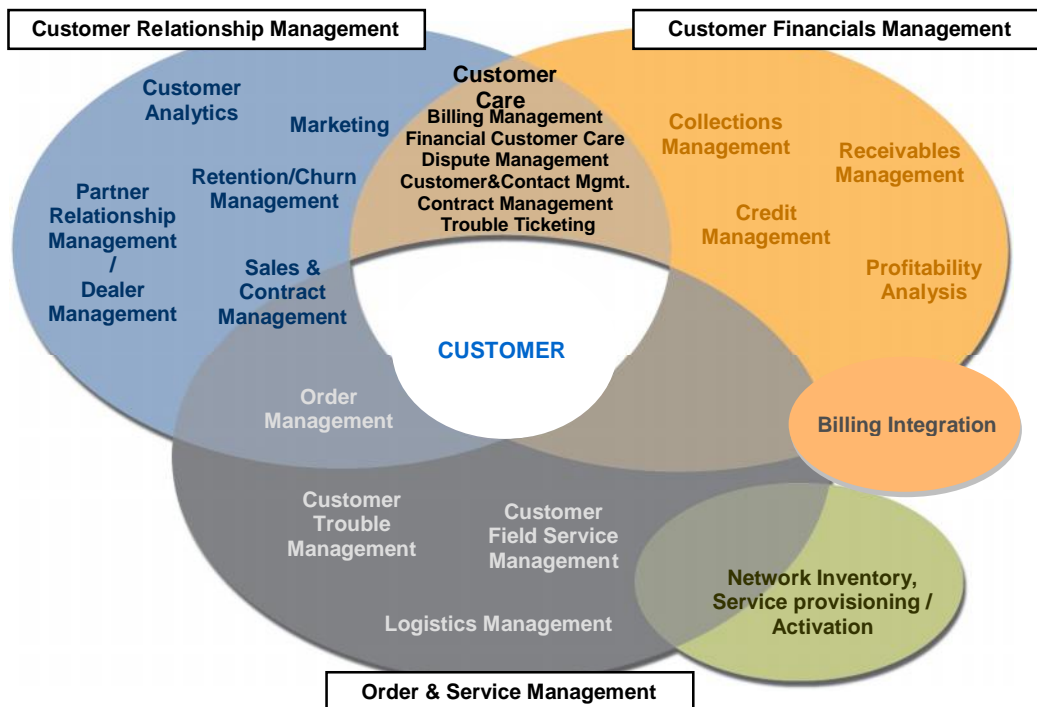 Customer Relationship Management
Customer Financials Management
Customer
Analytics
Marketing
Partner
Relationship
Management
/
Dealer
Management
Retention/Churn
Management
Sales &
Contract
Management
Customer
Care
Billing Management
Financial Customer Care
Dispute Management
Customer&Contact Mgmt.
Contract Management
Trouble Ticketing
Collections
Management
Receivables
Management
Credit
Management
Profitability
Analysis
CUSTOMER
Order
Management
Billing Integration
Customer
Trouble
Management
Customer
Field Service
Management
Logistics Management
Network Inventory,
Service provisioning /
Activation
Order & Service Management